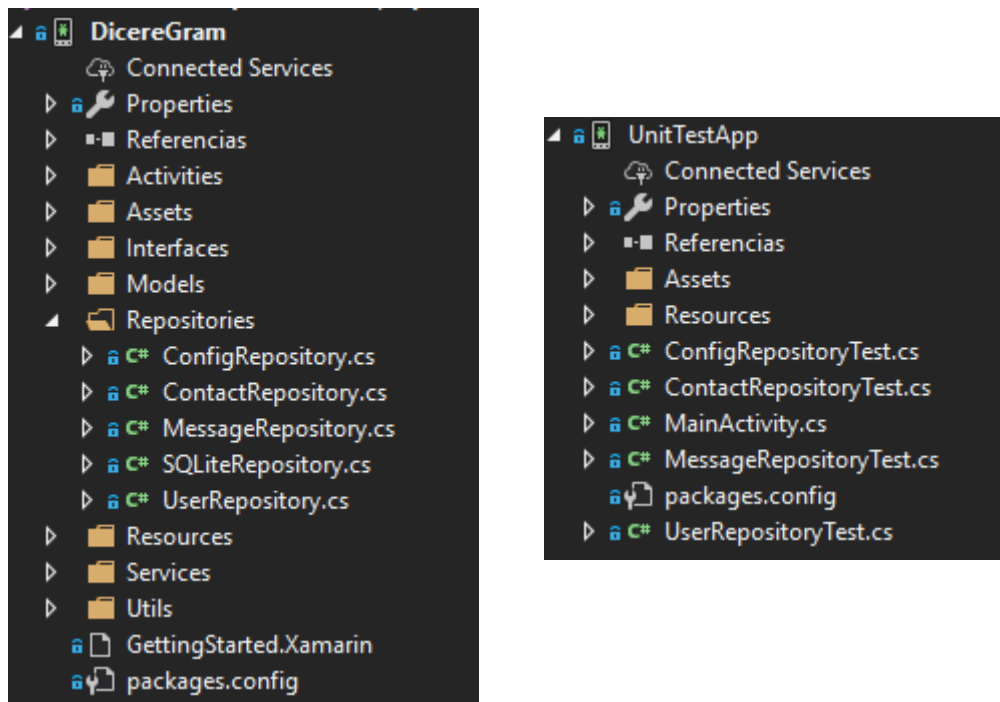 DicereGram
Connected Services
Properties
Referencias
Activities
Assets
Interfaces
Models
Repositories
C# ConfigRepository.cs
C# ContactRepository.cs
C# MessageRepository.cs
C# SQLiteRepository.cs
C# UserRepository.cs
Resources
Services
Utils
GettingStarted.Xamarin
packages.config
UnitTestApp
Connected Services
Properties
Referencias
Assets
Resources
C# ConfigRepositoryTest.cs
C# ContactRepositoryTest.cs
C# MainActivity.cs
C# MessageRepositoryTest.cs
packages.config
C# UserRepositoryTest.cs